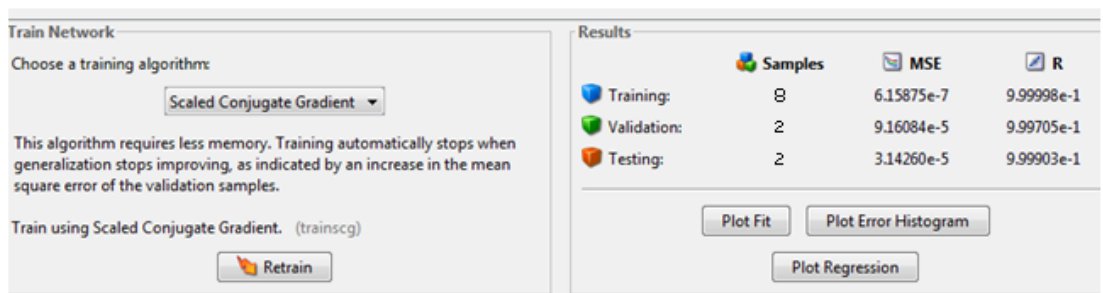 Train Network
Choose a training algorithm:
Scaled Conjugate Gradient
This algorithm requires less memory. Training automatically stops when
generalization stops improving, as indicated by an increase in the mean
square error of the validation samples.
Train using Scaled Conjugate Gradient. (trainscg)
Retrain
Results
Samples MSE R
Training: 8 6.15875e-7 9.99998e-1
Validation: 2 9.16084e-5 9.99705e-1
Testing: 2 3.14260e-5 9.99903e-1
Plot Fit Plot Error Histogram
Plot Regression